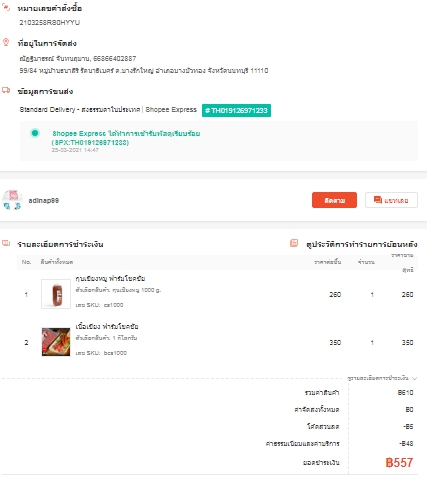 หมายเลขคำสั่งซื้อ
2103258R80HYYU
ที่อยู่ในการจัดส่ง
ณัฏฐิมาธรณ์ จันทนฤมาน, 66866402887
99/84 หมู่บ้านธนาสิริ รัตนาธิเบศร์ ต.บางรักใหญ่ อำเภอบางบัวทอง จังหวัดนนทบุรี 11110
ข้อมูลการขนส่ง
Standard Delivery - ส่งธรรมดาในประเทศ | Shopee Express # TH019126971233
Shopee Express ได้ทำการเข้ารับพัสดุเรียบร้อย
(SPX:TH019126971233)
25-03-2021 14:47
adinap99 ติดตาม แชทเลย
รายละเอียดการชำระเงิน ดูประวัติการทำรายการย้อนหลัง
No. สินค้าทั้งหมด ราคาต่อชิ้น จำนวน ราคาขายสุทธิ
1 กุนเชียงหมู ฟาร์มโชคชัย 260 1 260
ตัวเลือกสินค้า: กุนเชียงหมู 1000 g.
เลข SKU: cs1000
2 เนื้อเขียง ฟาร์มโชคชัย 350 1 350
ตัวเลือกสินค้า: 1 กิโลกรัม
เลข SKU: bcs1000
ดูรายละเอียดการชำระเงิน
รวมค่าสินค้า ฿610
ค่าจัดส่งทั้งหมด ฿0
โค้ดส่วนลด -฿5
ค่าธรรมเนียมและค่าบริการ -฿48
ยอดชำระเงิน ฿557